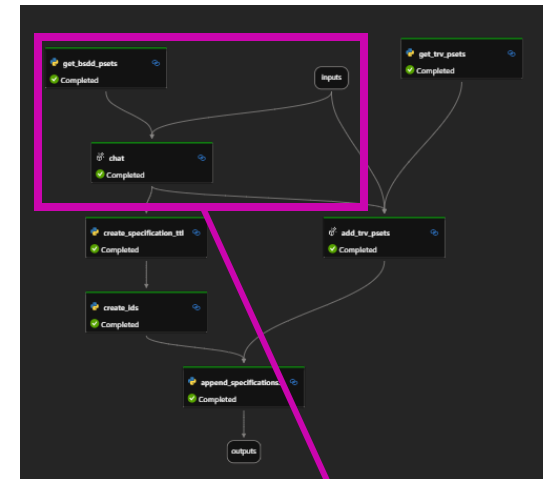 get_bsdd_psets
Completed
inputs
get_trv_psets
Completed
chat
Completed
create_specification_ttl
Completed
add_trv_psets
Completed
create_ids
Completed
append_specifications.
Completed
outputs